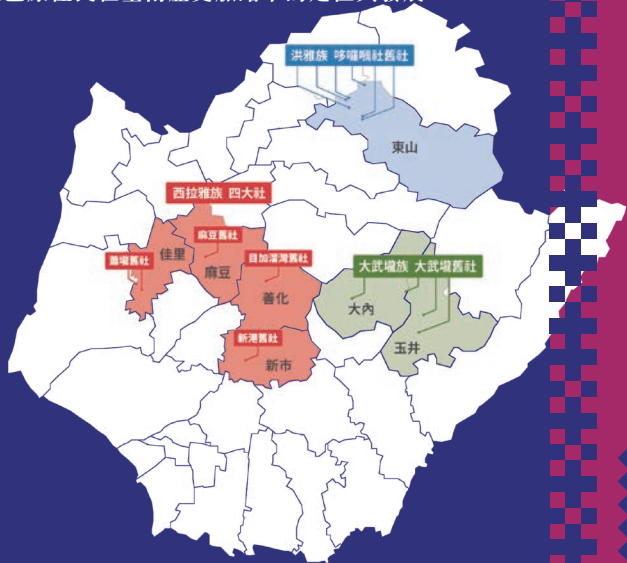 洪雅族 哆囉嘓社舊社
東山
西拉雅族 四大社
麻豆舊社
蕭壠舊社
佳里
麻豆
目加溜灣舊社
善化
大武壠族 大武壠舊社
大內
新港舊社
新市
玉井